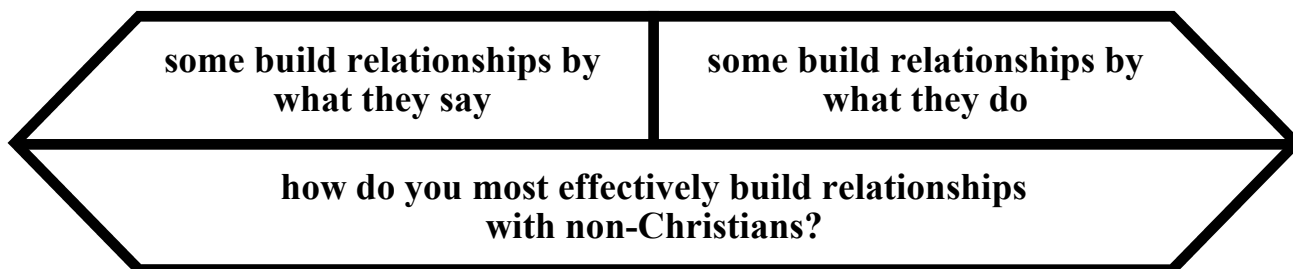 some build relationships by
what they say
some build relationships by
what they do
how do you most effectively build relationships
with non-Christians?